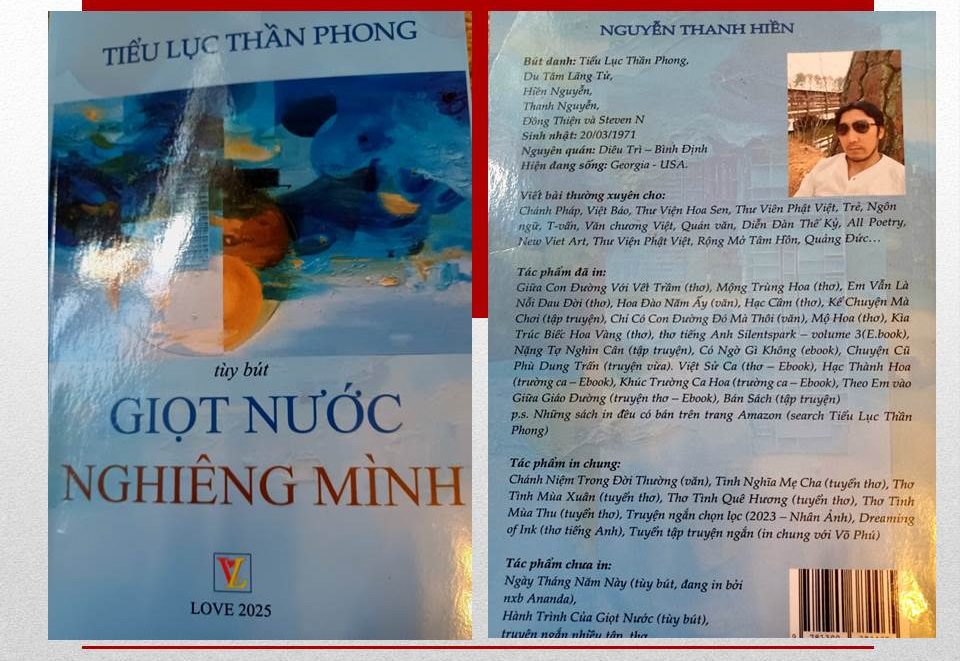 TIỂU LỤC THẦN PHONG
tùy bút
GIỌT NƯỚC
NGHIÊNG MÌNH
VL
LOVE 2025
NGUYỄN THANH HIỀN
Bút danh: Tiểu Lục Thần Phong,
Du Tâm Lãng Tử,
Hiền Nguyễn,
Thanh Nguyễn,
Đồng Thiện và Steven N
Sinh nhật: 20/03/1971
Nguyên quán: Diêu Trì – Bình Định
Hiện đang sống: Georgia - USA.
Viết bài thường xuyên cho:
Chánh Pháp, Việt Báo, Thư Viện Hoa Sen, Thư Viên Phật Việt, Trẻ, Ngôn
ngữ, T-vấn, Văn chương Việt, Quán văn, Diễn Đàn Thế Kỷ, All Poetry,
New Viet Art, Thư Viện Phật Việt, Rộng Mở Tâm Hồn, Quảng Đức…
Tác phẩm đã in:
Giữa Con Đường Với Vết Trầm (thơ), Mộng Trùng Hoa (thơ), Em Vẫn Là
Nỗi Đau Đời (thơ), Hoa Đào Năm Ấy (văn), Hạc Cầm (thơ), Kể Chuyện Mà
Chơi (tập truyện), Chỉ Có Con Đường Đó Mà Thôi (văn), Mộ Hoa (thơ), Kìa
Trúc Biếc Hoa Vàng (thơ), thơ tiếng Anh Silentspark – volume 3(E.book),
Nặng Tợ Nghìn Cân (tập truyện), Có Ngờ Gì Không (ebook), Chuyện Cũ
Phù Dung Trấn (truyện vừa). Việt Sử Ca (thơ – Ebook), Hạc Thành Hoa
(trường ca – Ebook), Khúc Trường Ca Hoa (trường ca – Ebook), Theo Em vào
Giữa Giáo Đường (truyện thơ – Ebook), Bán Sách (tập truyện)
p.s. Những sách in đều có bán trên trang Amazon (search Tiểu Lục Thần
Phong)
Tác phẩm in chung:
Chánh Niệm Trong Đời Thường (văn), Tình Nghĩa Mẹ Cha (tuyển thơ), Thơ
Tình Mùa Xuân (tuyển thơ), Thơ Tình Quê Hương (tuyển thơ), Thơ Tình
Mùa Thu (tuyển thơ), Truyện ngắn chọn lọc (2023 – Nhân Ảnh), Dreaming
of Ink (thơ tiếng Anh), Tuyển tập truyện ngắn (in chung với Võ Phú)
Tác phẩm chưa in:
Ngày Tháng Năm Này (tùy bút, đang in bởi
nxb Ananda),
Hành Trình Của Giọt Nước (tùy bút),
truyện ngắn nhiều tập, thơ